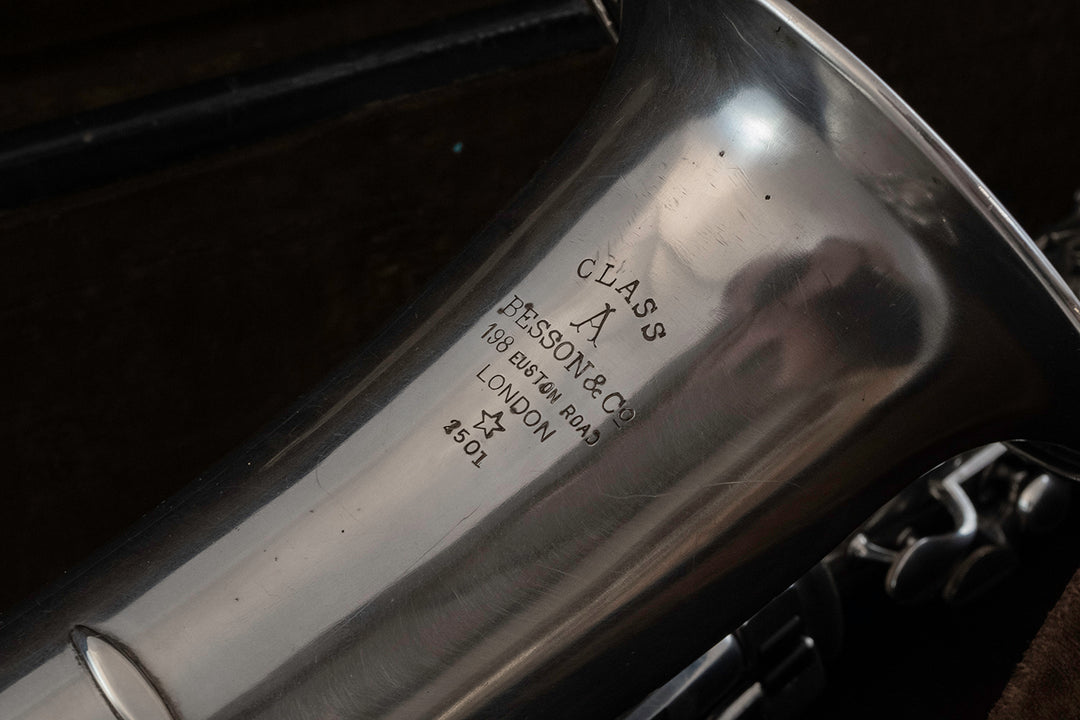 CLASS
A
BESSON & Co
198 EUSTON ROAD
LONDON
2501